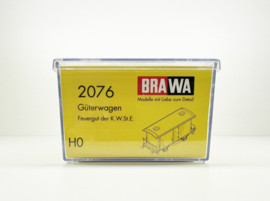 2076
Güterwagen
Feuergut der K.W.St.E.
H0
BRAWA
Modelle mit Liebe zum Detail